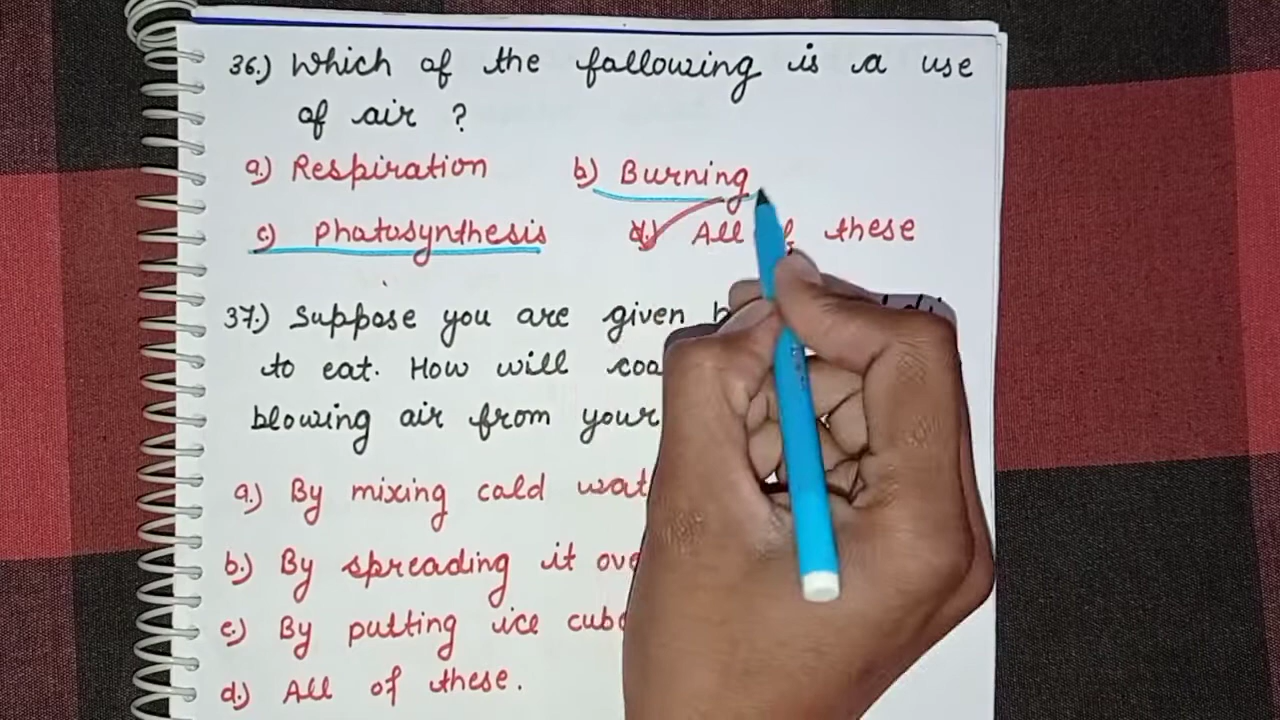 36.) Which of the following is a use
of air ?
a.) Respiration b) Burning
c) Photosynthesis d.) All of these
37.) Suppose you are given
to eat. How will
blowing air from your
a.) By mixing cold
b.) By spreading it
c.) By putting ice
d.) All of these.